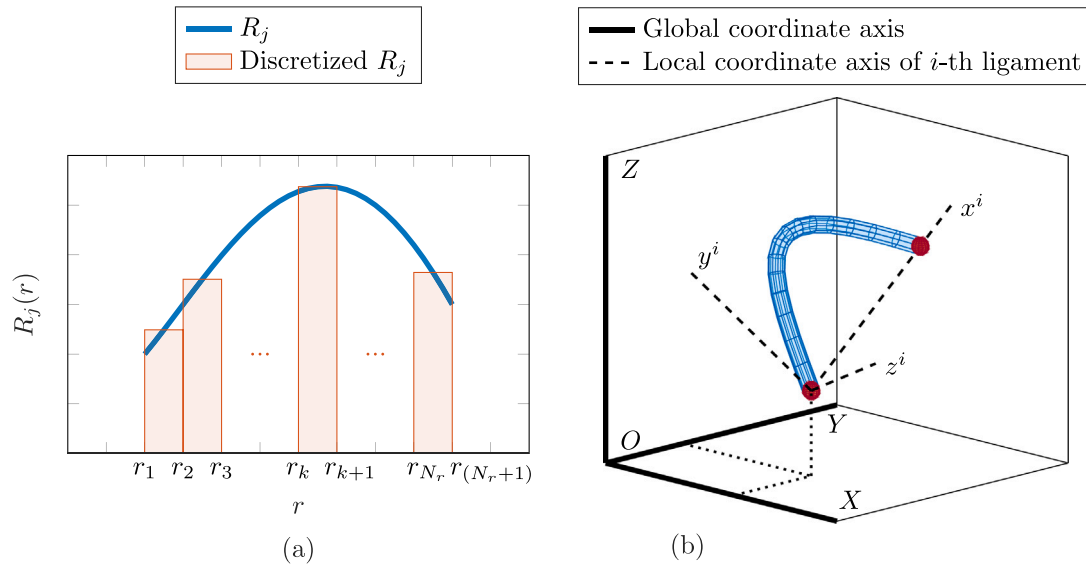 R_j
Discretized R_j
R_j(r)
...
...
r_1 r_2 r_3 r_k r_{k+1} r_{N_r} r_{(N_r+1)}
r
(a)
Global coordinate axis
Local coordinate axis of i-th ligament
Z
x^i
y^i
z^i
O
Y
X
(b)